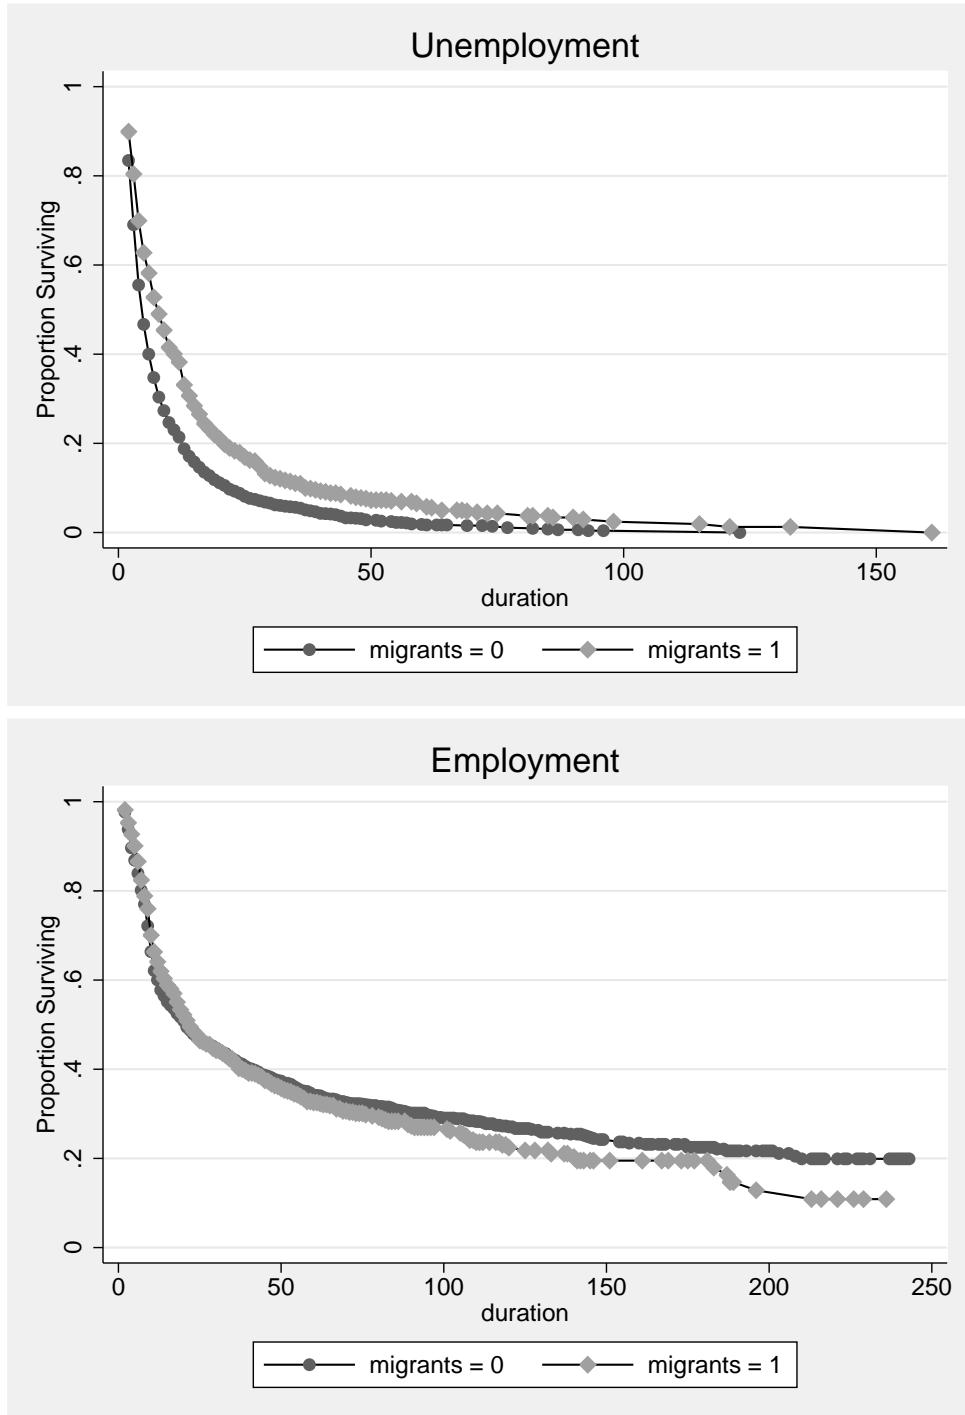 Unemployment
Proportion Surviving
1
.8
.6
.4
.2
0
0 50 100 150
duration
migrants = 0 migrants = 1
Employment
Proportion Surviving
1
.8
.6
.4
.2
0
0 50 100 150 200 250
duration
migrants = 0 migrants = 1